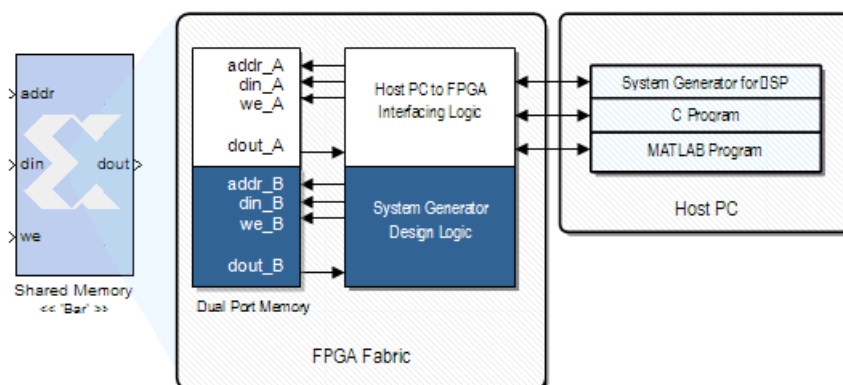 addr
din
dout
we
Shared Memory
<< 'Bar' >>
addr_A
din_A
we_A
dout_A
addr_B
din_B
we_B
dout_B
Dual Port Memory
Host PC to FPGA
Interfacing Logic
System Generator
Design Logic
FPGA Fabric
System Generator for DSP
C Program
MATLAB Program
Host PC